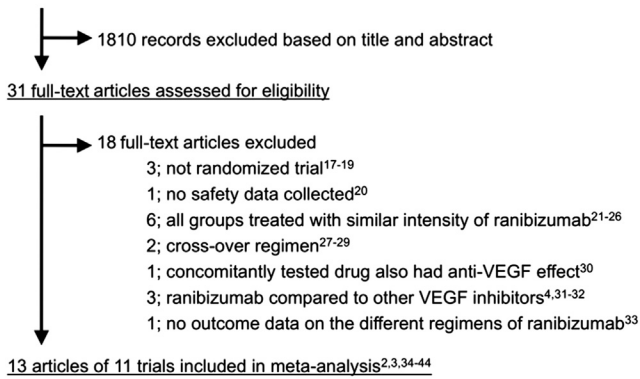 1810 records excluded based on title and abstract
31 full-text articles assessed for eligibility
18 full-text articles excluded
3; not randomized trial17-19
1; no safety data collected20
6; all groups treated with similar intensity of ranibizumab21-26
2; cross-over regimen27-29
1; concomitantly tested drug also had anti-VEGF effect30
3; ranibizumab compared to other VEGF inhibitors4,31-32
1; no outcome data on the different regimens of ranibizumab33
13 articles of 11 trials included in meta-analysis2,3,34-44